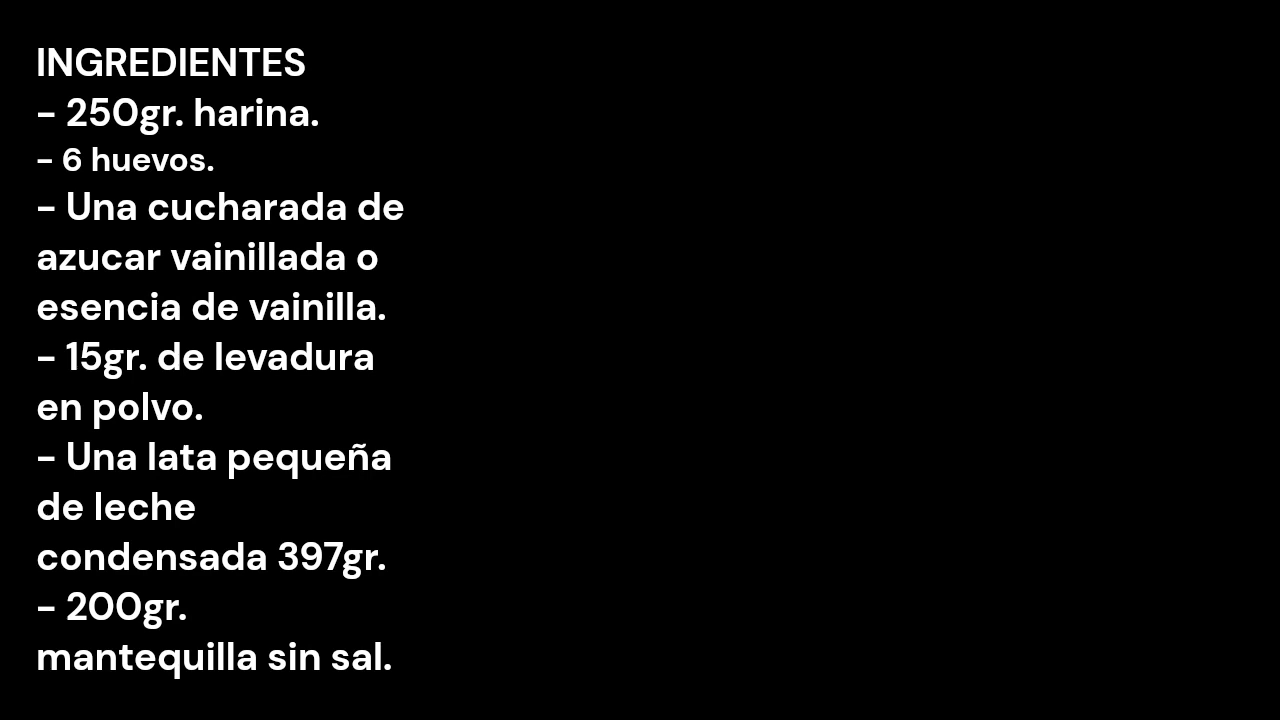 INGREDIENTES
- 250gr. harina.
- 6 huevos.
- Una cucharada de
azucar vainillada o
esencia de vainilla.
- 15gr. de levadura
en polvo.
- Una lata pequeña
de leche
condensada 397gr.
- 200gr.
mantequilla sin sal.